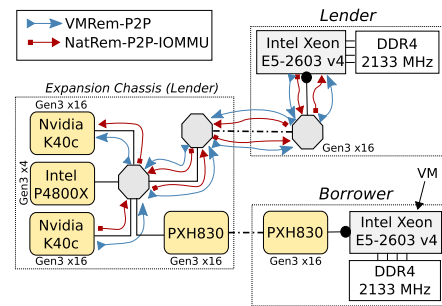 VMRem-P2P
NatRem-P2P-IOMMU
Lender
Intel Xeon
E5-2603 v4
DDR4
2133 MHz
Gen3 x16
Expansion Chassis (Lender)
Gen3 x16
Nvidia
K40c
Gen3 x4
Intel
P4800X
Nvidia
K40c
Gen3 x16
PXH830
Gen3 x16
Borrower
VM
PXH830
Gen3 x16
Intel Xeon
E5-2603 v4
DDR4
2133 MHz